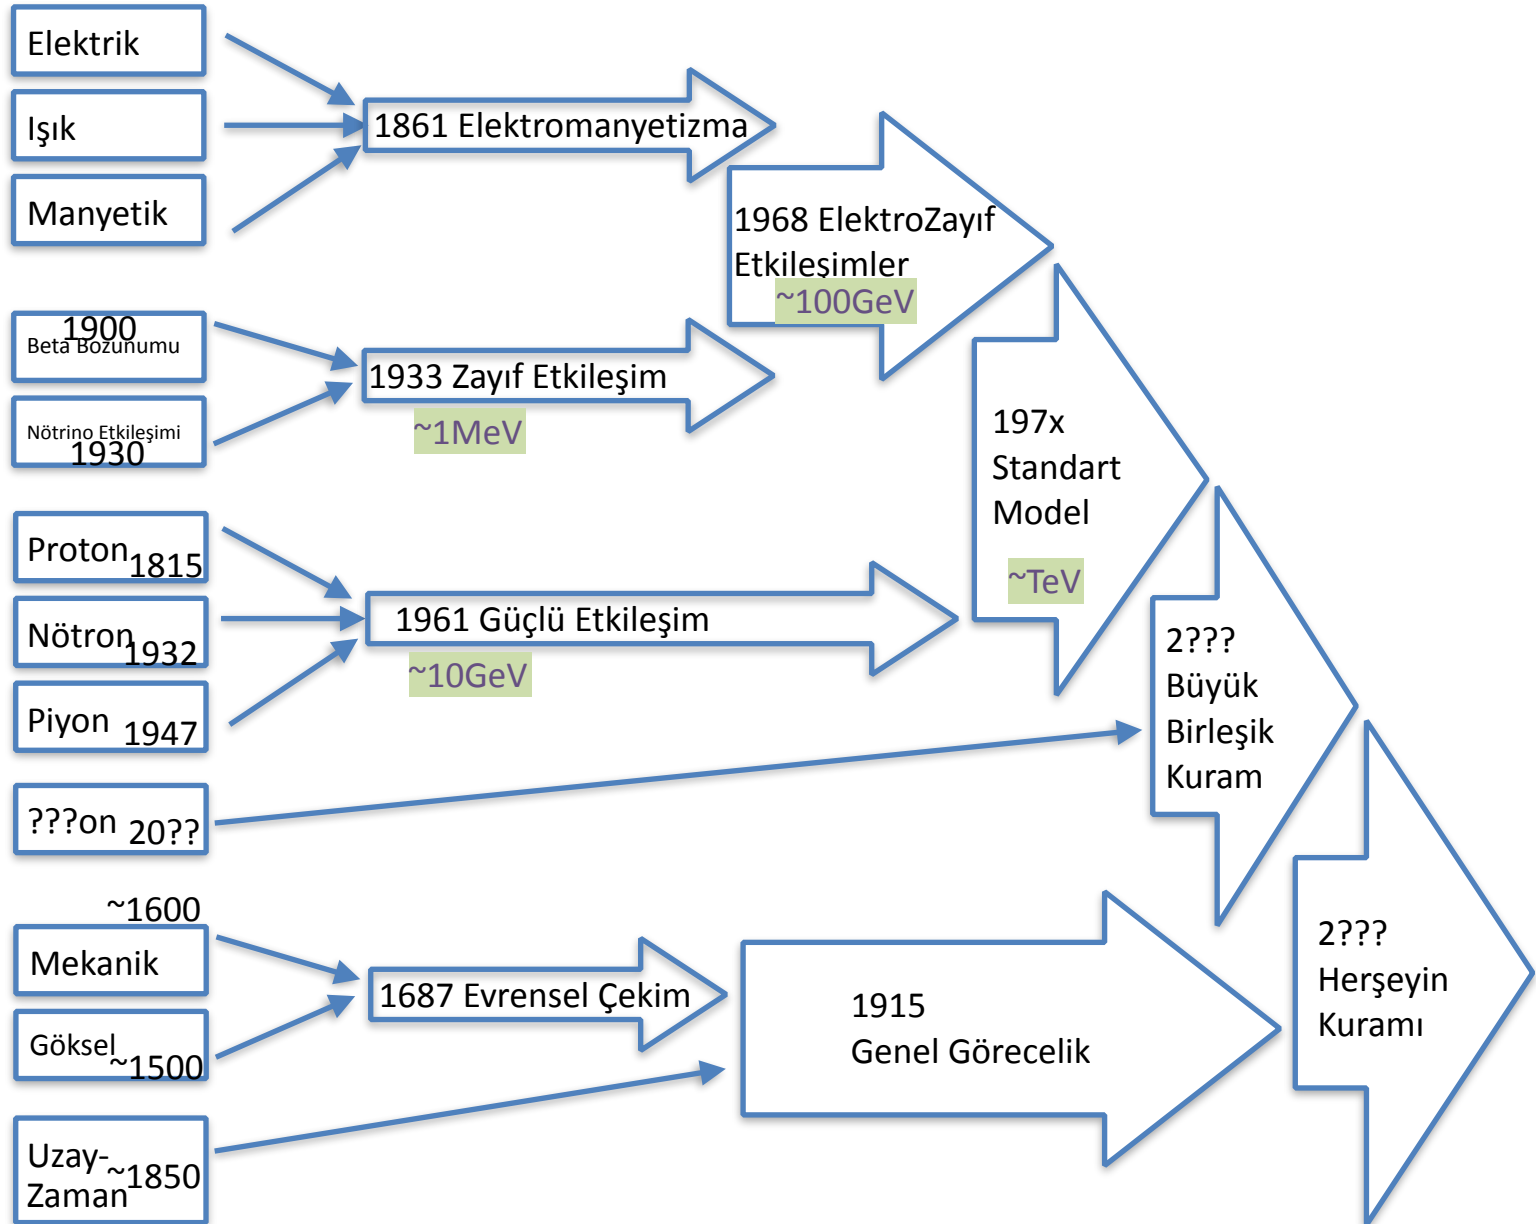 Elektrik
Işık
Manyetik
1861 Elektromanyetizma
1968 ElektroZayıf
Etkileşimler
~100GeV
1900
Beta Bozunumu
Nötrino Etkileşimi
1930
1933 Zayıf Etkileşim
~1MeV
197x
Standart
Model
~TeV
Proton 1815
Nötron 1932
Piyon 1947
1961 Güçlü Etkileşim
~10GeV
???on 20??
2???
Büyük
Birleşik
Kuram
~1600
Mekanik
Göksel ~1500
1687 Evrensel Çekim
Uzay-
Zaman ~1850
1915
Genel Görecelik
2???
Herşeyin
Kuramı